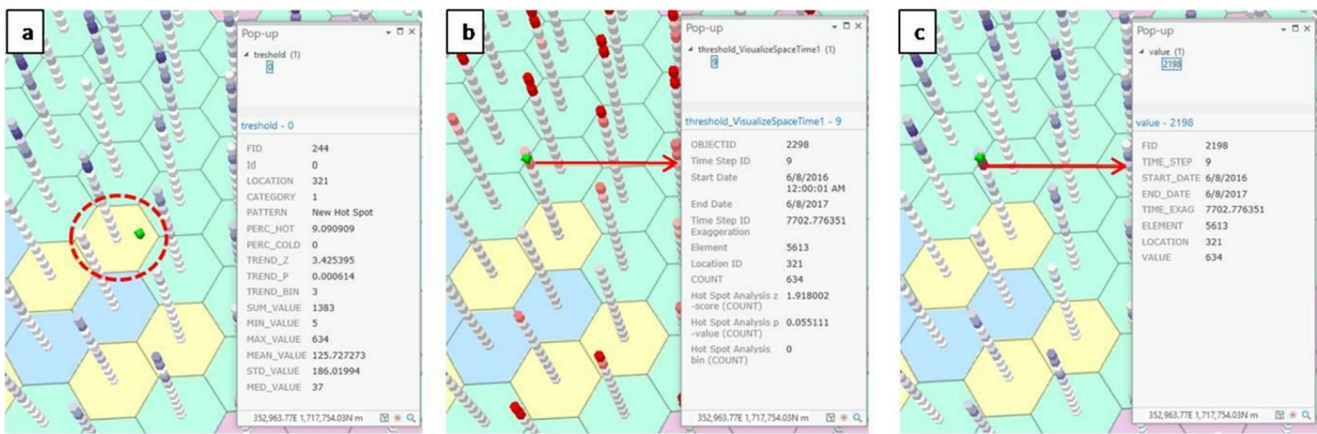 a
Pop-up
treshold (1)
0
treshold - 0
FID 244
Id 0
LOCATION 321
CATEGORY 1
PATTERN New Hot Spot
PERC_HOT 9.090909
PERC_COLD 0
TREND_Z 3.425395
TREND_P 0.000614
TREND_BIN 3
SUM_VALUE 1383
MIN_VALUE 5
MAX_VALUE 634
MEAN_VALUE 125.727273
STD_VALUE 186.01994
MED_VALUE 37
352,963.77E 1,717,754.03N m
b
Pop-up
threshold_VisualizeSpaceTime1 (1)
9
threshold_VisualizeSpaceTime1 - 9
OBJECTID 2298
Time Step ID 9
Start Date 6/8/2016
12:00:01 AM
End Date 6/8/2017
Time Step ID 7702.776351
Exaggeration
Element 5613
Location ID 321
COUNT 634
Hot Spot Analysis z 1.918002
-score (COUNT)
Hot Spot Analysis p 0.055111
-value (COUNT)
Hot Spot Analysis 0
bin (COUNT)
352,963.77E 1,717,754.03N m
c
Pop-up
value (1)
2198
value - 2198
FID 2198
TIME_STEP 9
START_DATE 6/8/2016
END_DATE 6/8/2017
TIME_EXAG 7702.776351
ELEMENT 5613
LOCATION 321
VALUE 634
352,963.77E 1,717,754.03N m